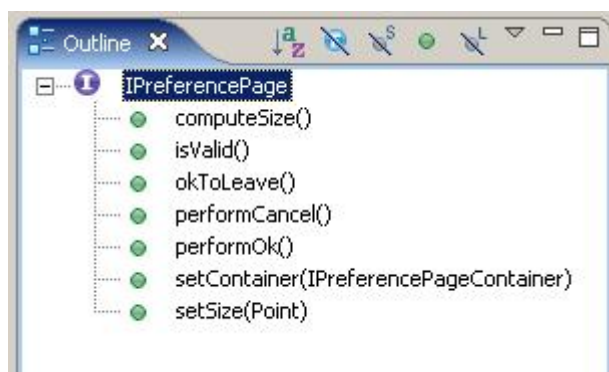 Outline
IPreferencePage
computeSize()
isValid()
okToLeave()
performCancel()
performOk()
setContainer(IPreferencePageContainer)
setSize(Point)